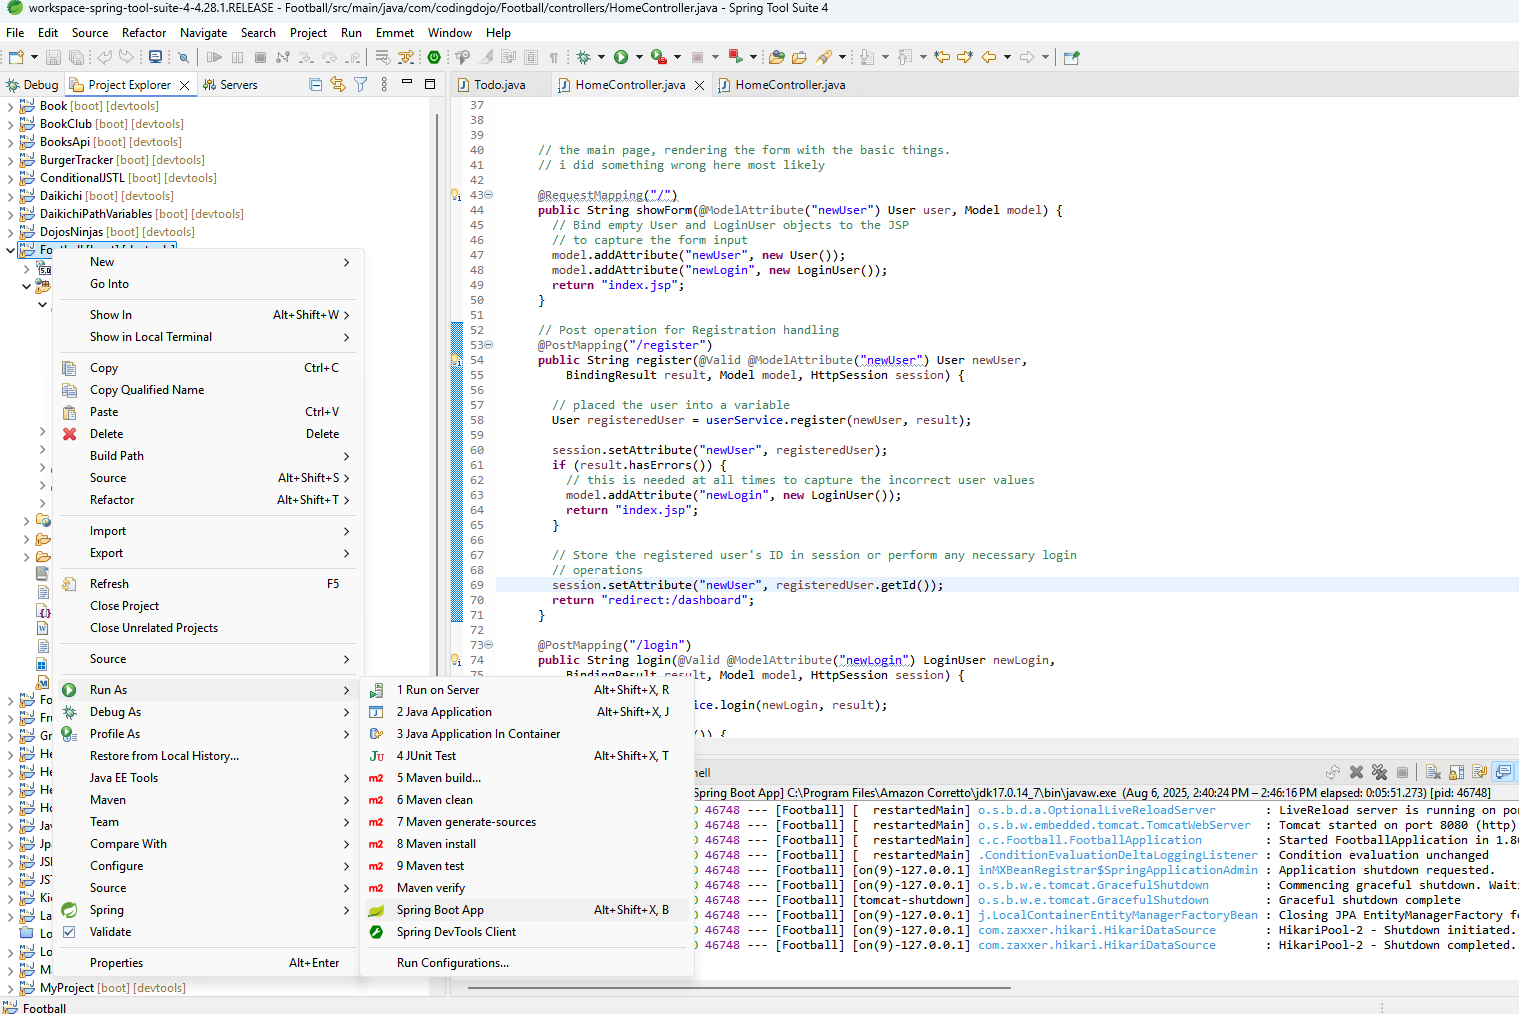 workspace-spring-tool-suite-4-4.28.1.RELEASE - Football/src/main/java/com/codingdojo/Football/controllers/HomeController.java - Spring Tool Suite 4
File Edit Source Refactor Navigate Search Project Run Emmet Window Help
Debug Project Explorer Servers
Book [boot] [devtools]
BookClub [boot] [devtools]
BooksApi [boot] [devtools]
BurgerTracker [boot] [devtools]
ConditionalJSTL [boot] [devtools]
Daikichi [boot] [devtools]
DaikichiPathVariables [boot] [devtools]
DojosNinjas [boot] [devtools]
Fo
Fr
Gr
He
He
He
Ho
Jav
Jp
JSI
JST
Kic
La
Lo
Lo
M
MyProject [boot] [devtools]
Football
New
Go Into
Show In Alt+Shift+W
Show in Local Terminal
Copy Ctrl+C
Copy Qualified Name
Paste Ctrl+V
Delete Delete
Build Path
Source Alt+Shift+S
Refactor Alt+Shift+T
Import
Export
Refresh F5
Close Project
Close Unrelated Projects
Source
Run As
Debug As
Profile As
Restore from Local History...
Java EE Tools
Maven
Team
Compare With
Configure
Source
Spring
Validate
Properties Alt+Enter
1 Run on Server Alt+Shift+X, R
2 Java Application Alt+Shift+X, J
3 Java Application In Container
4 JUnit Test Alt+Shift+X, T
5 Maven build...
6 Maven clean
7 Maven generate-sources
8 Maven install
9 Maven test
Maven verify
Spring Boot App Alt+Shift+X, B
Spring DevTools Client
Run Configurations...
Todo.java HomeController.java HomeController.java
37
38
39
40 // the main page, rendering the form with the basic things.
41 // i did something wrong here most likely
42
43 @RequestMapping("/")
44 public String showForm(@ModelAttribute("newUser") User user, Model model) {
45 // Bind empty User and LoginUser objects to the JSP
46 // to capture the form input
47 model.addAttribute("newUser", new User());
48 model.addAttribute("newLogin", new LoginUser());
49 return "index.jsp";
50 }
51
52 // Post operation for Registration handling
53 @PostMapping("/register")
54 public String register(@Valid @ModelAttribute("newUser") User newUser,
55 BindingResult result, Model model, HttpSession session) {
56
57 // placed the user into a variable
58 User registeredUser = userService.register(newUser, result);
59
60 session.setAttribute("newUser", registeredUser);
61 if (result.hasErrors()) {
62 // this is needed at all times to capture the incorrect user values
63 model.addAttribute("newLogin", new LoginUser());
64 return "index.jsp";
65 }
66
67 // Store the registered user's ID in session or perform any necessary login
68 // operations
69 session.setAttribute("newUser", registeredUser.getId());
70 return "redirect:/dashboard";
71 }
72
73 @PostMapping("/login")
74 public String login(@Valid @ModelAttribute("newLogin") LoginUser newLogin,
75 BindingResult result, Model model, HttpSession session) {
ice.login(newLogin, result);
()) {
nell
Spring Boot App] C:\Program Files\Amazon Corretto\jdk17.0.14_7\bin\javaw.exe (Aug 6, 2025, 2:40:24 PM – 2:46:16 PM elapsed: 0:05:51.273) [pid: 46748]
46748 --- [Football] [ restartedMain] o.s.b.d.a.OptionalLiveReloadServer : LiveReload server is running on por
46748 --- [Football] [ restartedMain] o.s.b.w.embedded.tomcat.TomcatWebServer : Tomcat started on port 8080 (http)
46748 --- [Football] [ restartedMain] c.c.Football.FootballApplication : Started FootballApplication in 1.80
46748 --- [Football] [ restartedMain] .ConditionEvaluationDeltaLoggingListener : Condition evaluation unchanged
46748 --- [Football] [on(9)-127.0.0.1] inMXBeanRegistrar$SpringApplicationAdmin : Application shutdown requested.
46748 --- [Football] [on(9)-127.0.0.1] o.s.b.w.e.tomcat.GracefulShutdown : Commencing graceful shutdown. Wait
46748 --- [Football] [tomcat-shutdown] o.s.b.w.e.tomcat.GracefulShutdown : Graceful shutdown complete
46748 --- [Football] [on(9)-127.0.0.1] j.LocalContainerEntityManagerFactoryBean : Closing JPA EntityManagerFactory fo
46748 --- [Football] [on(9)-127.0.0.1] com.zaxxer.hikari.HikariDataSource : HikariPool-2 - Shutdown initiated.
46748 --- [Football] [on(9)-127.0.0.1] com.zaxxer.hikari.HikariDataSource : HikariPool-2 - Shutdown completed.